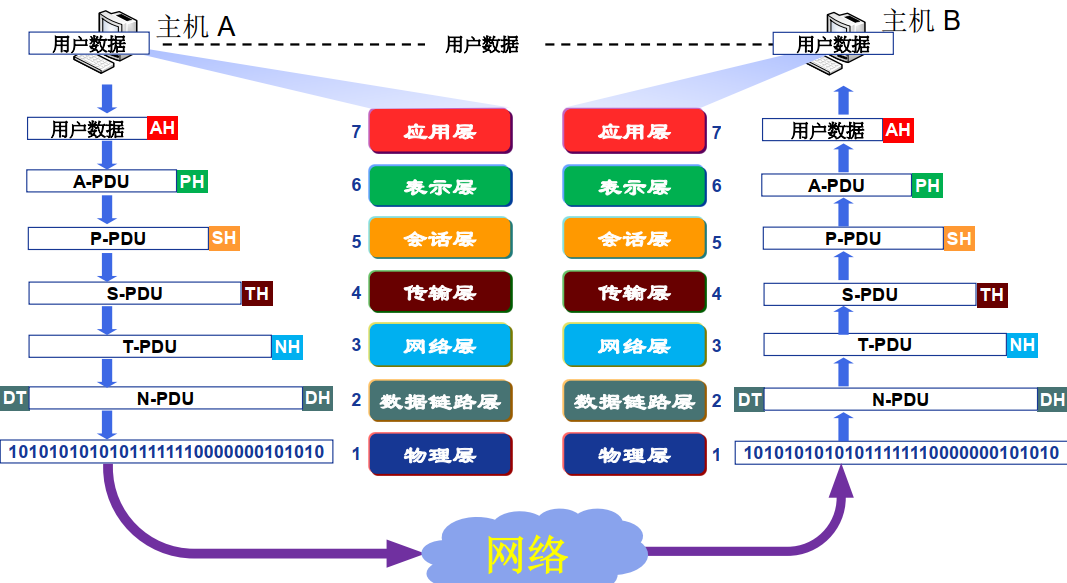 主机 A
用户数据
用户数据
主机 B
用户数据
用户数据 AH
7 应用层
应用层 7
用户数据 AH
A-PDU PH
6 表示层
表示层 6
A-PDU PH
P-PDU SH
5 会话层
会话层 5
P-PDU SH
S-PDU TH
4 传输层
传输层 4
S-PDU TH
T-PDU NH
3 网络层
网络层 3
T-PDU NH
DT N-PDU DH
2 数据链路层
数据链路层 2
DT N-PDU DH
10101010101011111110000000101010
1 物理层
物理层 1
10101010101011111110000000101010
网络